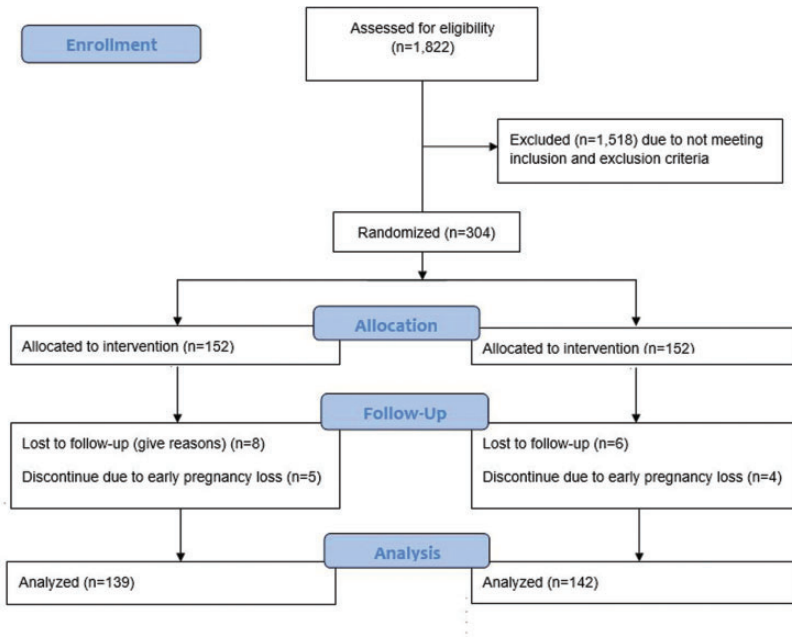 Enrollment
Assessed for eligibility
(n=1,822)
Excluded (n=1,518) due to not meeting
inclusion and exclusion criteria
Randomized (n=304)
Allocation
Allocated to intervention (n=152)
Allocated to intervention (n=152)
Follow-Up
Lost to follow-up (give reasons) (n=8)
Discontinue due to early pregnancy loss (n=5)
Lost to follow-up (n=6)
Discontinue due to early pregnancy loss (n=4)
Analysis
Analyzed (n=139)
Analyzed (n=142)